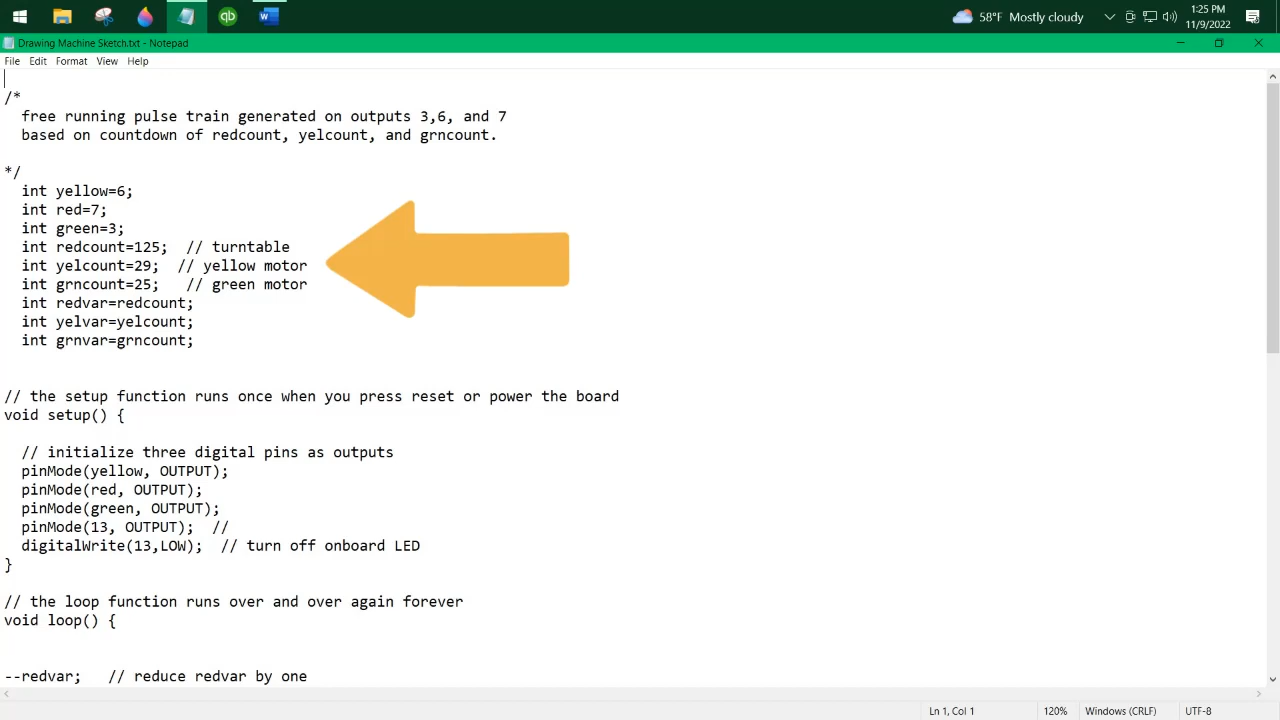 qb
W
58°F Mostly cloudy
1:25 PM
11/9/2022
Drawing Machine Sketch.txt - Notepad
File Edit Format View Help
/*
free running pulse train generated on outputs 3,6, and 7
based on countdown of redcount, yelcount, and grncount.
*/
int yellow=6;
int red=7;
int green=3;
int redcount=125; // turntable
int yelcount=29; // yellow motor
int grncount=25; // green motor
int redvar=redcount;
int yelvar=yelcount;
int grnvar=grncount;
// the setup function runs once when you press reset or power the board
void setup() {
// initialize three digital pins as outputs
pinMode(yellow, OUTPUT);
pinMode(red, OUTPUT);
pinMode(green, OUTPUT);
pinMode(13, OUTPUT); //
digitalWrite(13,LOW); // turn off onboard LED
}
// the loop function runs over and over again forever
void loop() {
--redvar; // reduce redvar by one
Ln 1, Col 1 120% Windows (CRLF) UTF-8